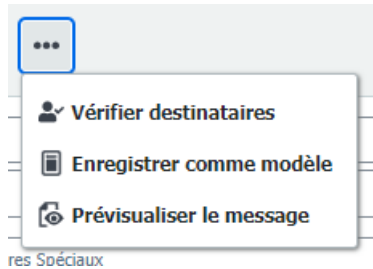 Vérifier destinataires
Enregistrer comme modèle
Prévisualiser le message
res Spéciaux